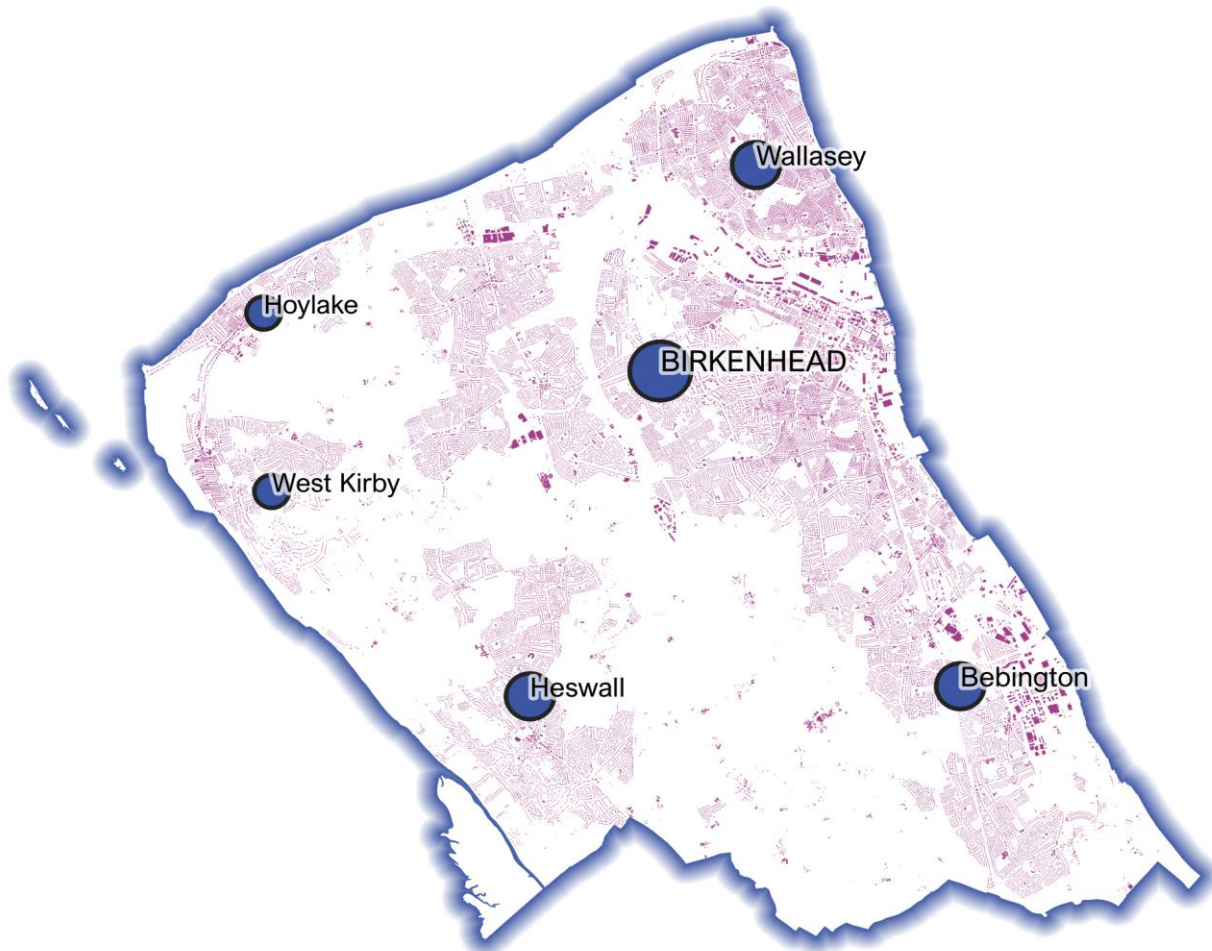 Wallasey
Hoylake
BIRKENHEAD
West Kirby
Heswall
Bebington